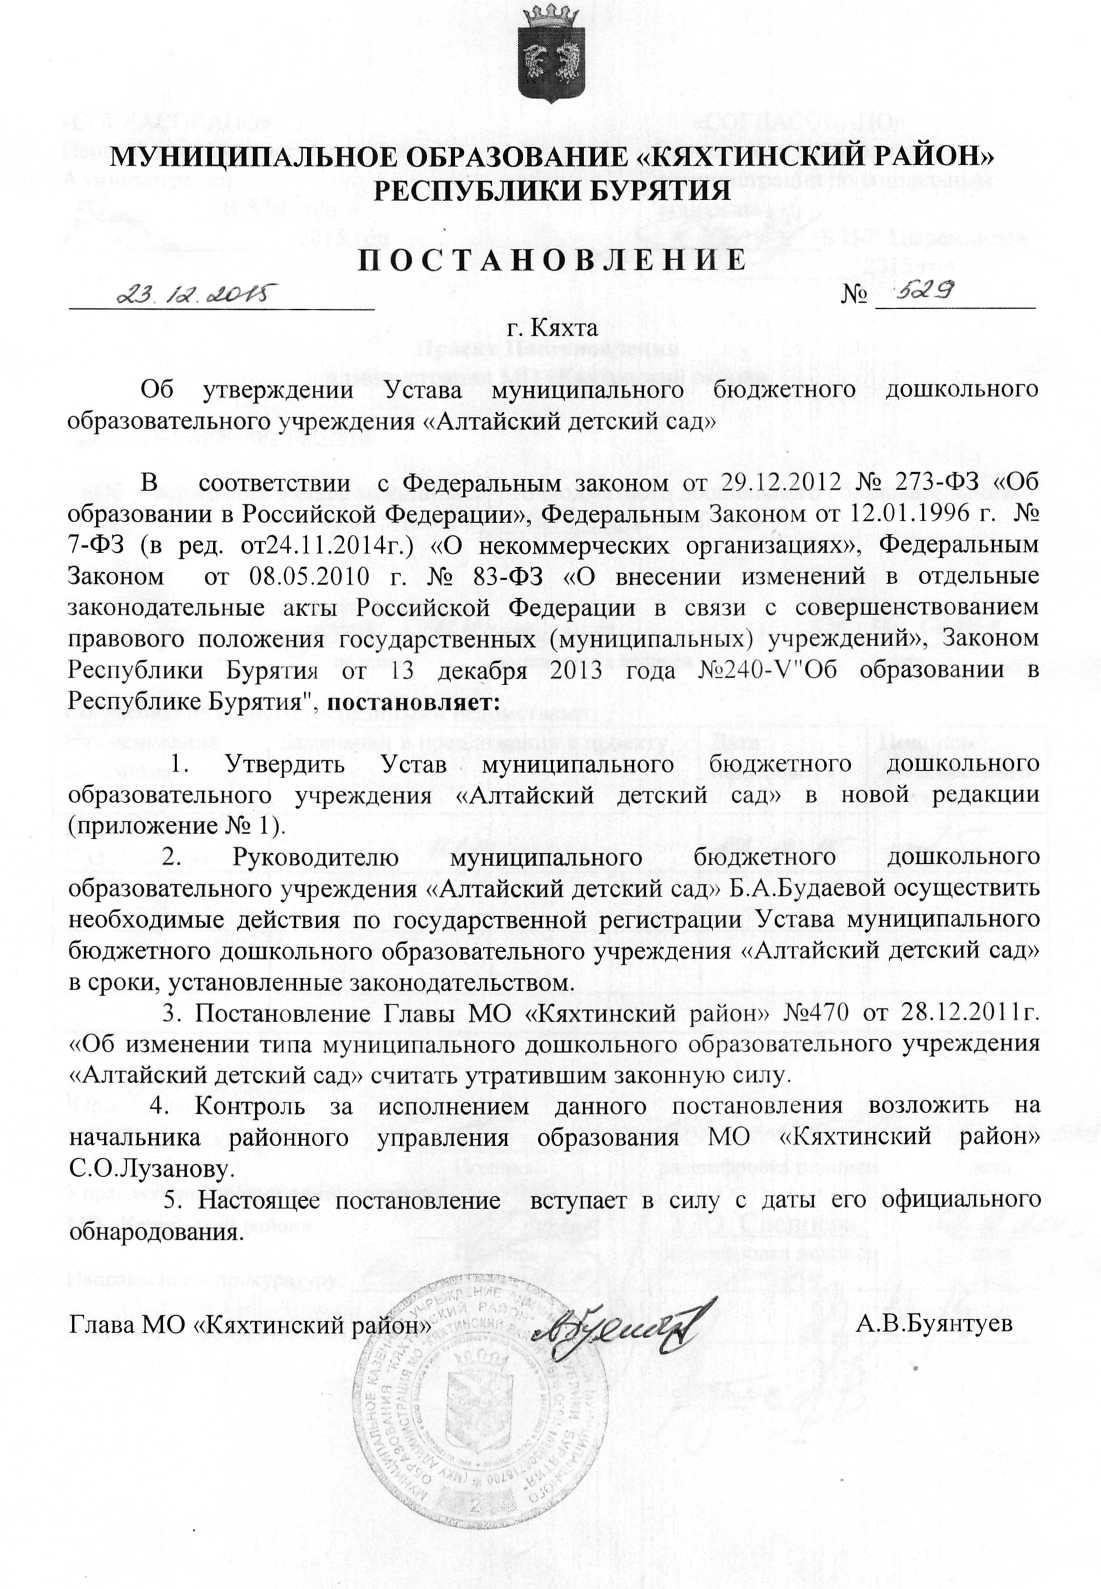 МУНИЦИПАЛЬНОЕ ОБРАЗОВАНИЕ «КЯХТИНСКИЙ РАЙОН»
РЕСПУБЛИКИ БУРЯТИЯ
ПОСТАНОВЛЕНИЕ
23.12.2015 № 529
г. Кяхта
Об утверждении Устава муниципального бюджетного дошкольного
образовательного учреждения «Алтайский детский сад»
В соответствии с Федеральным законом от 29.12.2012 № 273-ФЗ «Об
образовании в Российской Федерации», Федеральным Законом от 12.01.1996 г. №
7-ФЗ (в ред. от24.11.2014г.) «О некоммерческих организациях», Федеральным
Законом от 08.05.2010 г. № 83-ФЗ «О внесении изменений в отдельные
законодательные акты Российской Федерации в связи с совершенствованием
правового положения государственных (муниципальных) учреждений», Законом
Республики Бурятия от 13 декабря 2013 года №240-V"Об образовании в
Республике Бурятия", постановляет:
1. Утвердить Устав муниципального бюджетного дошкольного
образовательного учреждения «Алтайский детский сад» в новой редакции
(приложение № 1).
2. Руководителю муниципального бюджетного дошкольного
образовательного учреждения «Алтайский детский сад» Б.А.Будаевой осуществить
необходимые действия по государственной регистрации Устава муниципального
бюджетного дошкольного образовательного учреждения «Алтайский детский сад»
в сроки, установленные законодательством.
3. Постановление Главы МО «Кяхтинский район» №470 от 28.12.2011г.
«Об изменении типа муниципального дошкольного образовательного учреждения
«Алтайский детский сад» считать утратившим законную силу.
4. Контроль за исполнением данного постановления возложить на
начальника районного управления образования МО «Кяхтинский район»
С.О.Лузанову.
5. Настоящее постановление вступает в силу с даты его официального
обнародования.
Глава МО «Кяхтинский район» А.В.Буянтуев